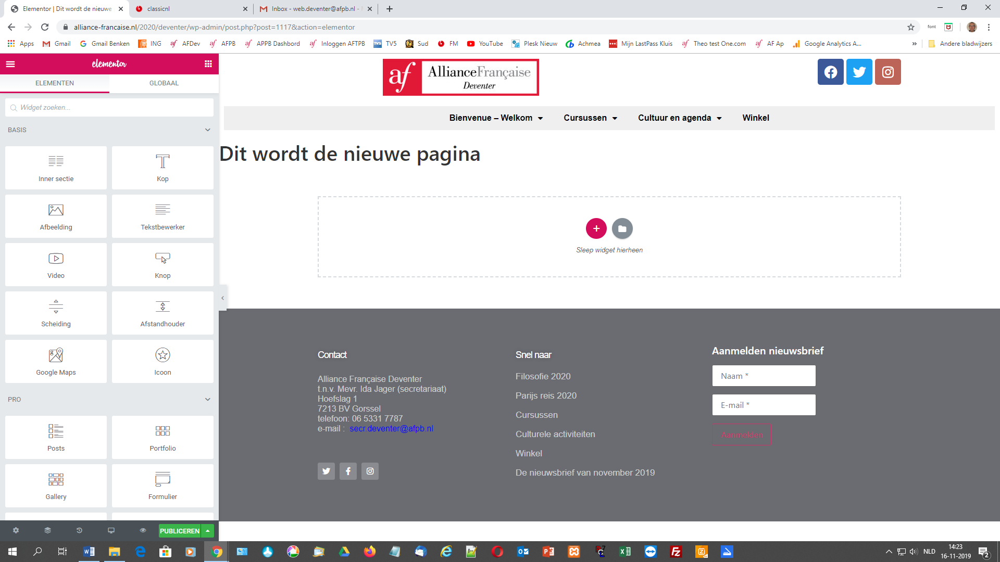 Elementor | Dit wordt de nieuwe
classicnl
Inbox - web.deventer@afpb.nl -
alliance-francaise.nl/2020/deventer/wp-admin/post.php?post=1117&action=elementor
font
Apps
Gmail
Gmail Benken
ING
AFDev
AFPB
APPB Dashbord
Inloggen AFTPB
TV5
Sud
FM
YouTube
Plesk Nieuw
Achmea
Mijn LastPass Kluis
Theo test One.com
AF Ap
Google Analytics A...
Andere bladwijzers
elementor
ELEMENTEN
GLOBAAL
Widget zoeken...
BASIS
Inner sectie
Kop
Afbeelding
Tekstbewerker
Video
Knop
Scheiding
Afstandhouder
Google Maps
Icoon
PRO
Posts
Portfolio
Gallery
Formulier
PUBLICEREN
af AllianceFrançaise
Deventer
Bienvenue – Welkom
Cursussen
Cultuur en agenda
Winkel
Dit wordt de nieuwe pagina
Sleep widget hierheen
Contact
Alliance Française Deventer
t.n.v. Mevr. Ida Jager (secretariaat)
Hoefslag 1
7213 BV Gorssel
telefoon: 06 5331 7787
e-mail : secr.deventer@afpb.nl
Snel naar
Filosofie 2020
Parijs reis 2020
Cursussen
Culturele activiteiten
Winkel
De nieuwsbrief van november 2019
Aanmelden nieuwsbrief
Naam *
E-mail *
Aanmelden
NLD
14:23
16-11-2019
2